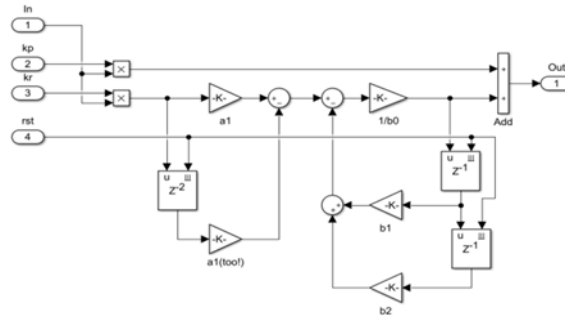 In
1
kp
2
kr
3
rst
4
×
×
-K-
a1
+
-
+
-
-K-
1/b0
+
+
Add
Out
1
u
Z-2
-K-
a1(too!)
u
Z-1
+
+
-K-
b1
u
Z-1
-K-
b2